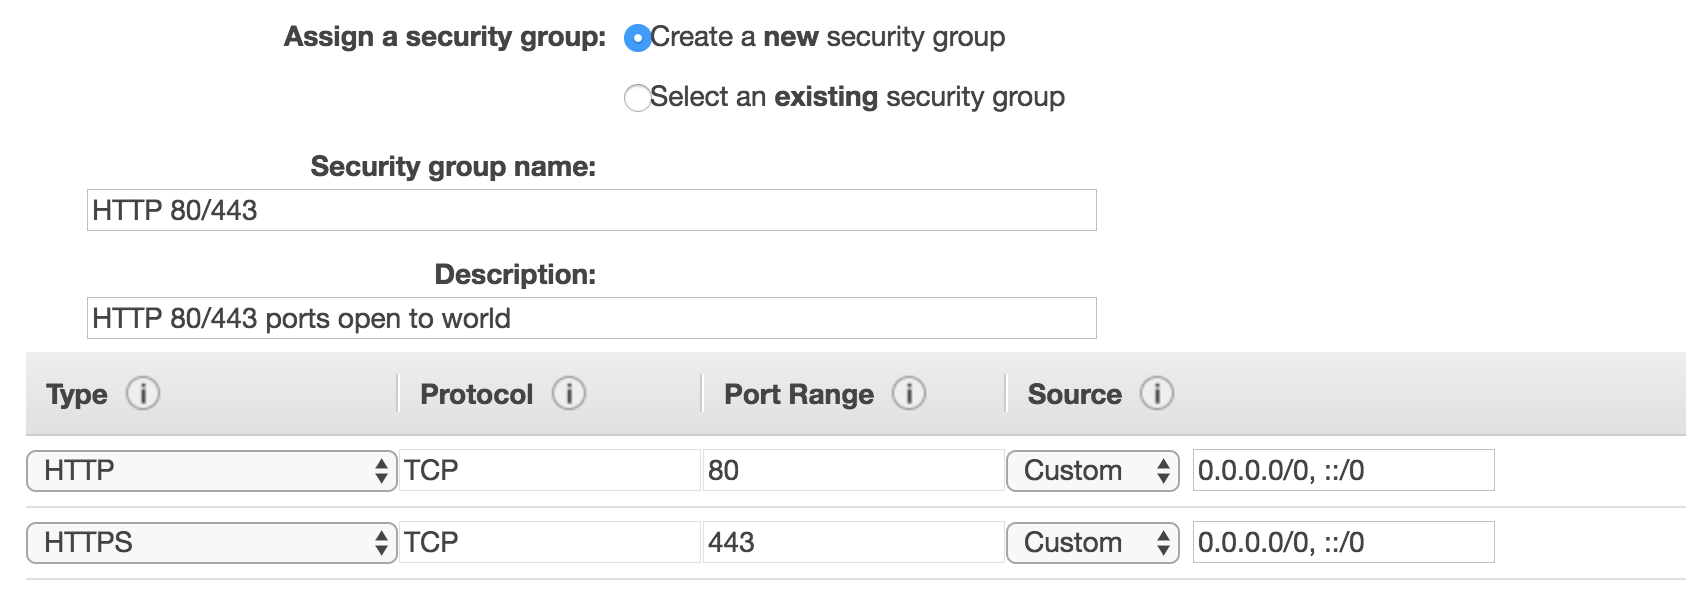 Assign a security group: Create a new security group
Select an existing security group
Security group name:
HTTP 80/443
Description:
HTTP 80/443 ports open to world
Type i Protocol i Port Range i Source i
HTTP TCP 80 Custom 0.0.0.0/0, ::/0
HTTPS TCP 443 Custom 0.0.0.0/0, ::/0